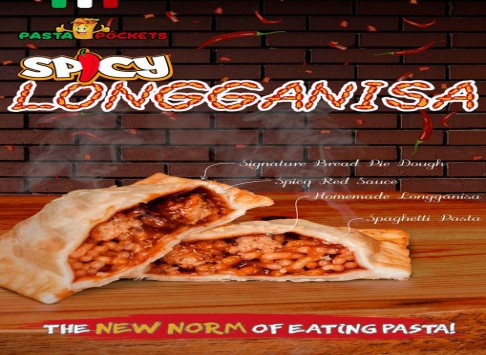 PASTA POCKETS
SPICY
LONGGANISA
Signature Bread Pie Dough
Spicy Red Sauce
Homemade Longganisa
Spaghetti Pasta
THE NEW NORM OF EATING PASTA!